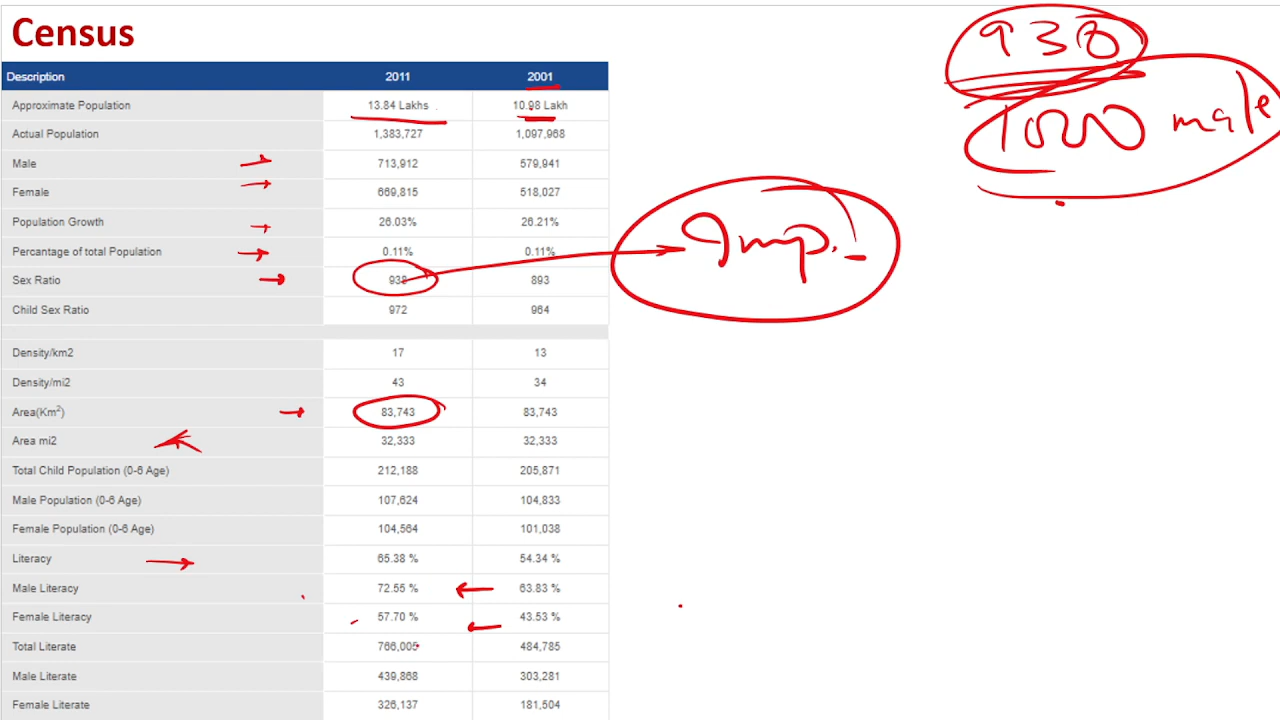 Census
938
1000 male
Description 2011 2001
Approximate Population 13.84 Lakhs 10.98 Lakh
Actual Population 1,383,727 1,097,968
Male 713,912 579,941
Female 669,815 518,027
Population Growth 26.03% 26.21%
Imp.
Percentage of total Population 0.11% 0.11%
Sex Ratio 938 893
Child Sex Ratio 972 964
Density/km2 17 13
Density/mi2 43 34
Area(Km²) 83,743 83,743
Area mi2 32,333 32,333
Total Child Population (0-6 Age) 212,188 205,871
Male Population (0-6 Age) 107,624 104,833
Female Population (0-6 Age) 104,564 101,038
Literacy 65.38 % 54.34 %
Male Literacy 72.55 % 63.83 %
Female Literacy 57.70 % 43.53 %
Total Literate 766,005 484,785
Male Literate 439,868 303,281
Female Literate 326,137 181,504